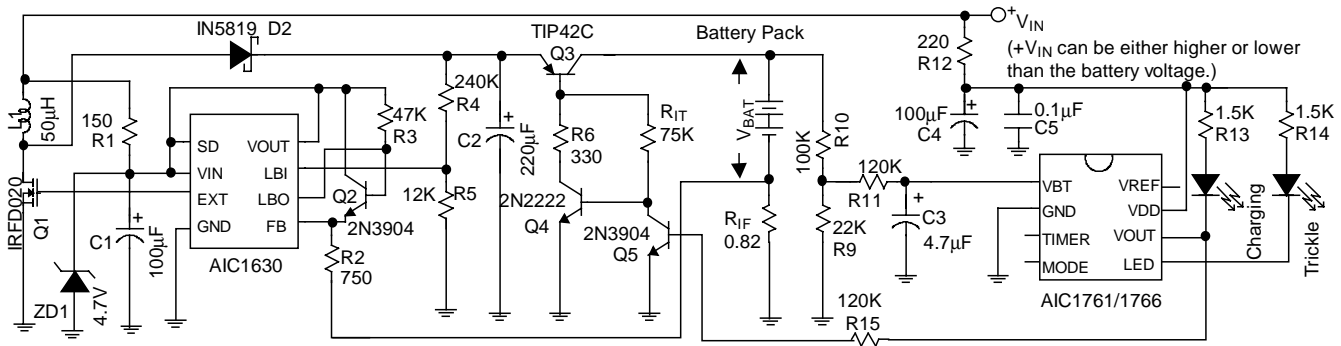 IN5819 D2
TIP42C
Q3
Battery Pack
+VIN
220
R12
(+VIN can be either higher or lower
than the battery voltage.)
L1
50μH
150
R1
240K
R4
47K
R3
C2
220μF
R6
330
RIT
75K
VBAT
R10
100K
100μF
C4
0.1μF
C5
1.5K
R13
1.5K
R14
SD
VIN
EXT
GND
VOUT
LBI
LBO
FB
AIC1630
IRFD020
Q1
C1
100μF
ZD1
4.7V
Q2
2N3904
R2
750
12K
R5
2N2222
Q4
2N3904
Q5
RIF
0.82
120K
R11
22K
R9
C3
4.7μF
VBT
GND
TIMER
MODE
VREF
VDD
VOUT
LED
AIC1761/1766
Charging
Trickle
120K
R15